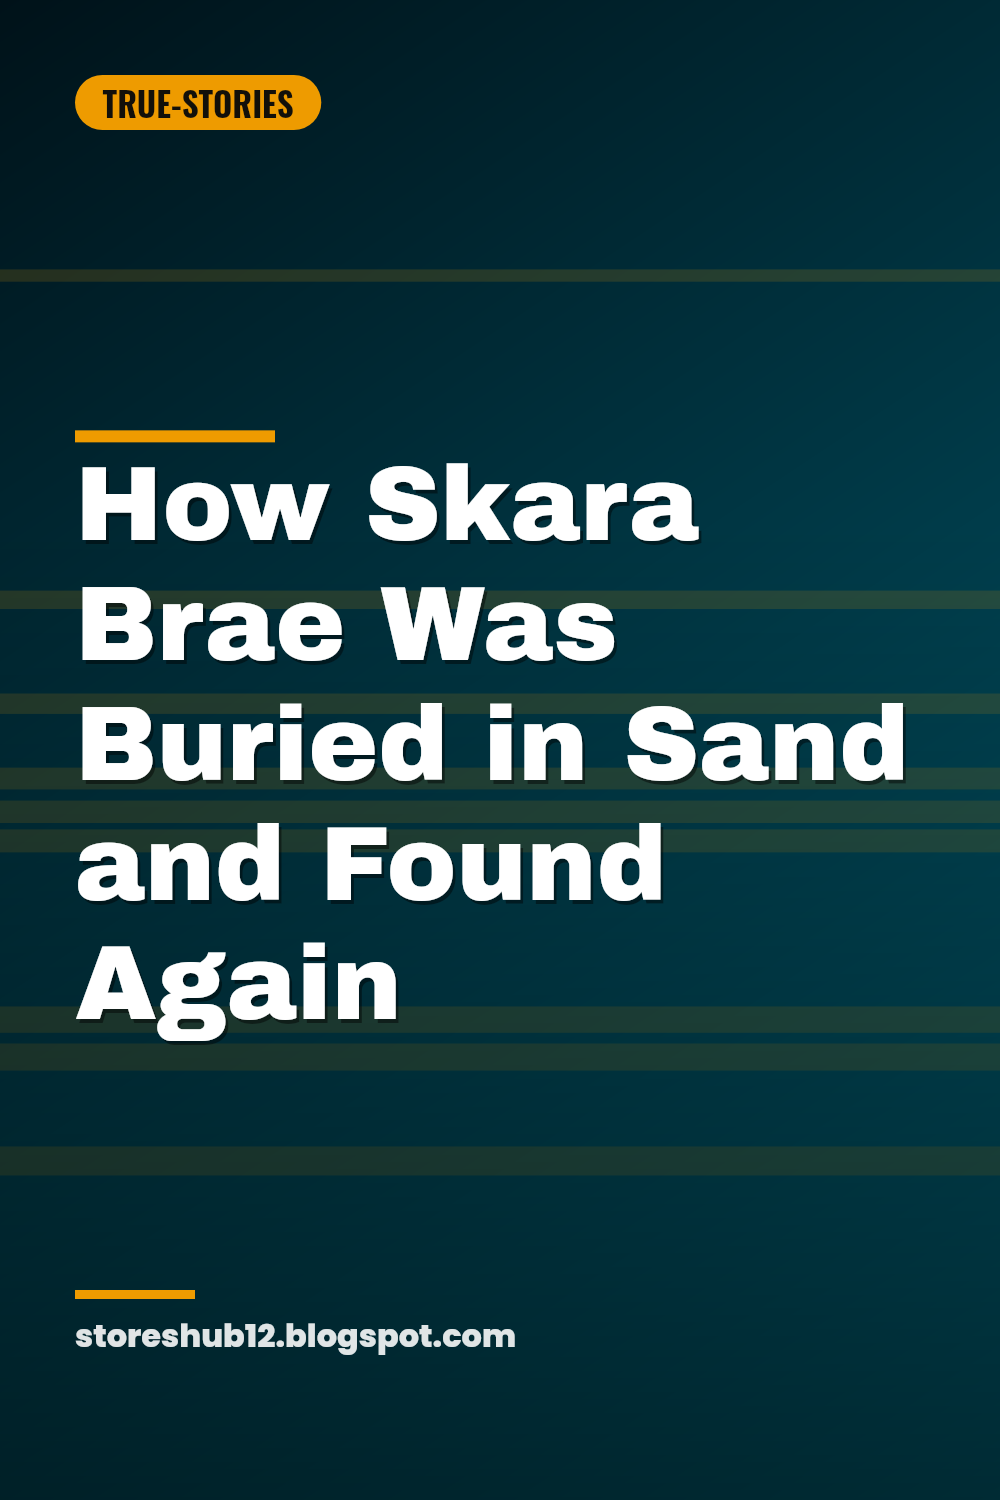 TRUE-STORIES
How Skara
Brae Was
Buried in Sand
and Found
Again
storeshub12.blogspot.com